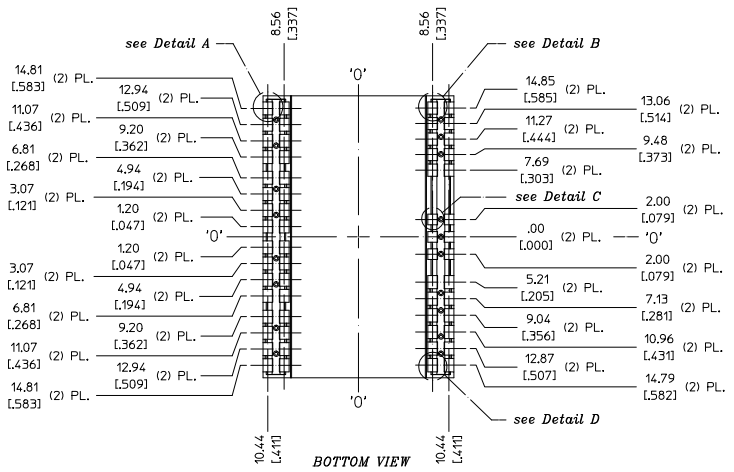 8.56
[.337]
8.56
[.337]
see Detail A
'0'
see Detail B
14.81
[.583] (2) PL.
12.94
[.509] (2) PL.
11.07
[.436] (2) PL.
9.20
[.362] (2) PL.
6.81
[.268] (2) PL.
4.94
[.194] (2) PL.
3.07
[.121] (2) PL.
1.20
[.047] (2) PL.
'0'
1.20
[.047] (2) PL.
3.07
[.121] (2) PL.
4.94
[.194] (2) PL.
6.81
[.268] (2) PL.
9.20
[.362] (2) PL.
11.07
[.436] (2) PL.
12.94
[.509] (2) PL.
14.81
[.583] (2) PL.
14.85
[.585] (2) PL.
13.06
[.514] (2) PL.
11.27
[.444] (2) PL.
9.48
[.373] (2) PL.
7.69
[.303] (2) PL.
see Detail C
2.00
[.079] (2) PL.
.00
[.000] (2) PL.
'0'
2.00
[.079] (2) PL.
5.21
[.205] (2) PL.
7.13
[.281] (2) PL.
9.04
[.356] (2) PL.
10.96
[.431] (2) PL.
12.87
[.507] (2) PL.
14.79
[.582] (2) PL.
'0'
see Detail D
10.44
[.411]
10.44
[.411]
BOTTOM VIEW